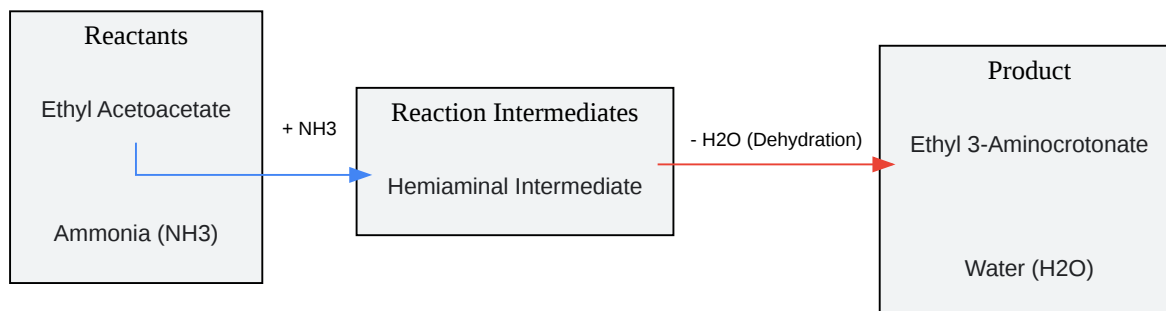 Reactants
Ethyl Acetoacetate
Ammonia (NH3)
+ NH3
Reaction Intermediates
Hemiaminal Intermediate
- H2O (Dehydration)
Product
Ethyl 3-Aminocrotonate
Water (H2O)